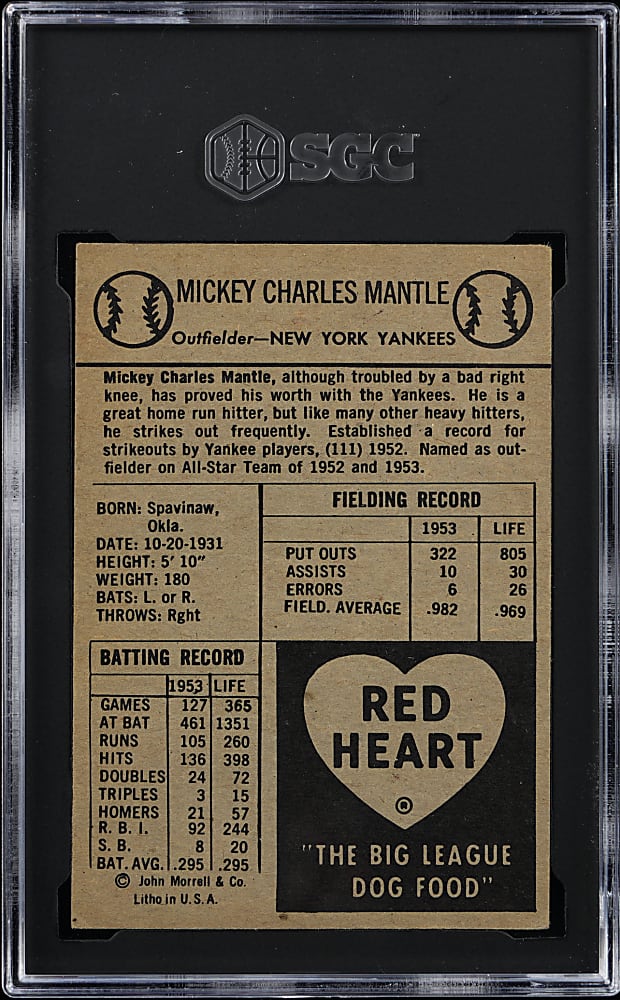 SGC
MICKEY CHARLES MANTLE
Outfielder—NEW YORK YANKEES
Mickey Charles Mantle, although troubled by a bad right
knee, has proved his worth with the Yankees. He is a
great home run hitter, but like many other heavy hitters,
he strikes out frequently. Established a record for
strikeouts by Yankee players, (111) 1952. Named as out-
fielder on All-Star Team of 1952 and 1953.
BORN: Spavinaw,
Okla.
DATE: 10-20-1931
HEIGHT: 5' 10"
WEIGHT: 180
BATS: L. or R.
THROWS: Rght
FIELDING RECORD
1953 LIFE
PUT OUTS 322 805
ASSISTS 10 30
ERRORS 6 26
FIELD. AVERAGE .982 .969
BATTING RECORD
1953 LIFE
GAMES 127 365
AT BAT 461 1351
RUNS 105 260
HITS 136 398
DOUBLES 24 72
TRIPLES 3 15
HOMERS 21 57
R. B. I. 92 244
S. B. 8 20
BAT. AVG. .295 .295
© John Morrell & Co.
Litho in U.S.A.
RED
HEART
®
"THE BIG LEAGUE
DOG FOOD"